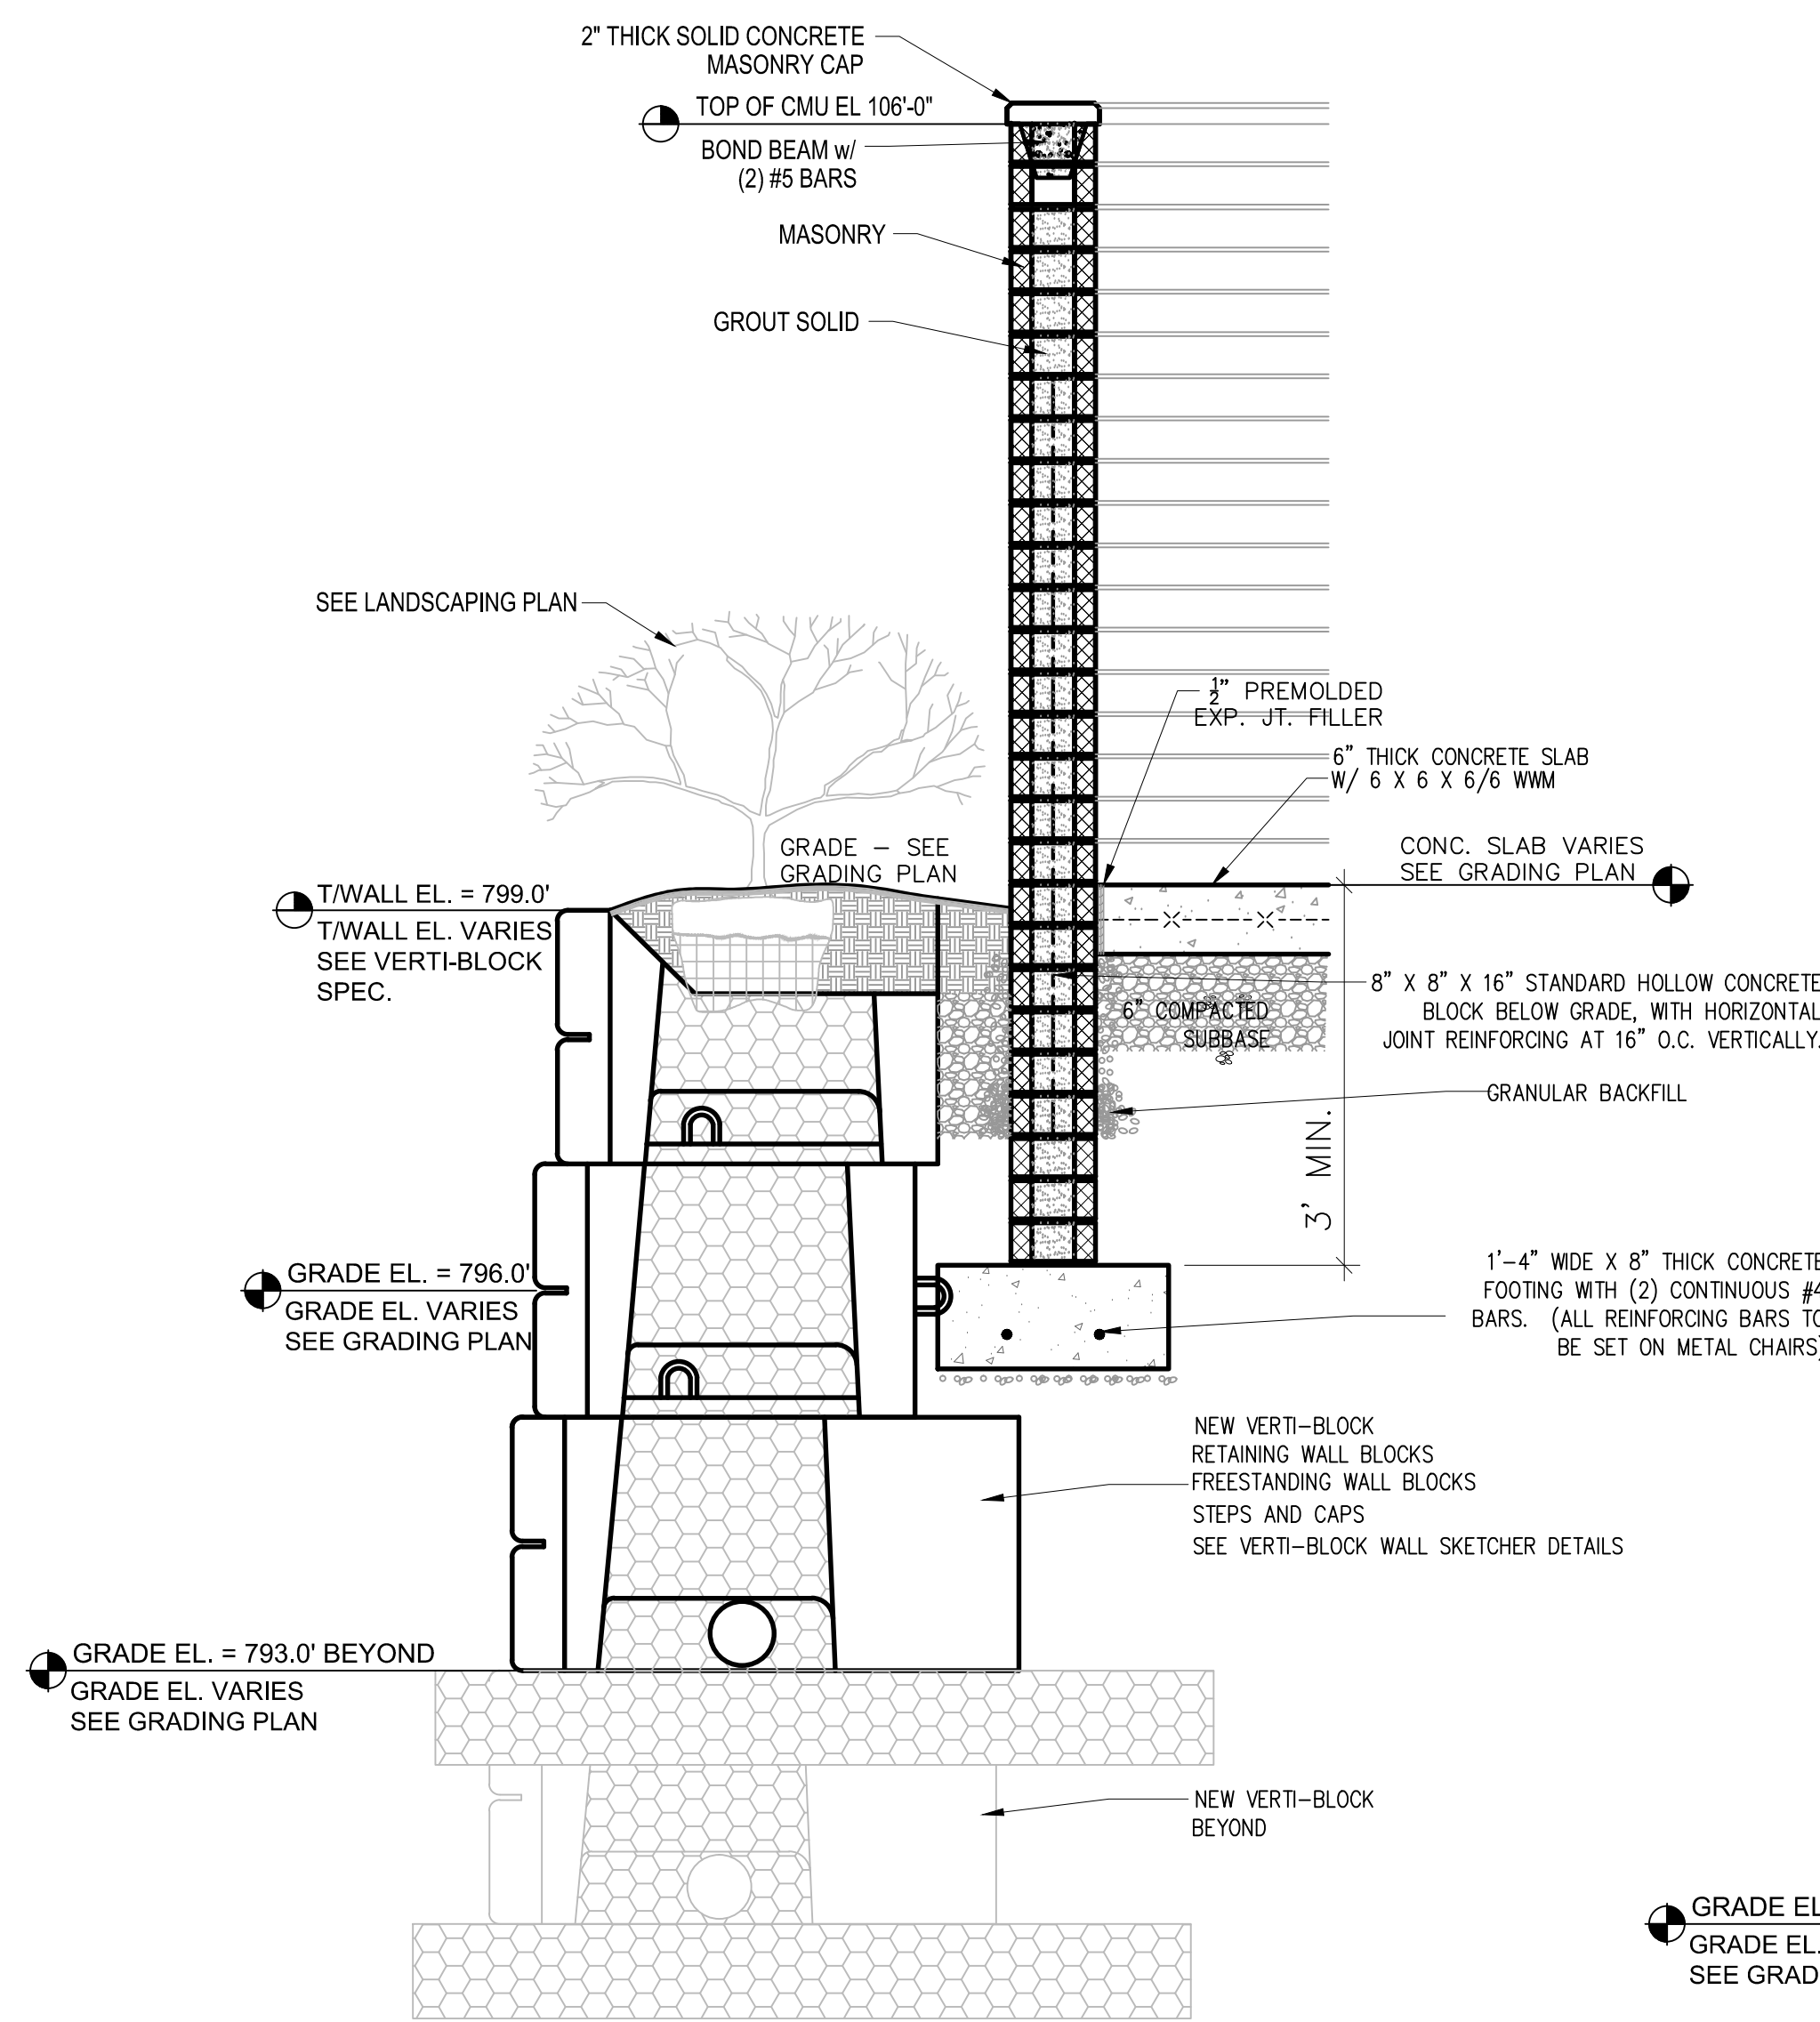 2" THICK SOLID CONCRETE
MASONRY CAP
TOP OF CMU EL 106'-0"
BOND BEAM w/
(2) #5 BARS
MASONRY
GROUT SOLID
SEE LANDSCAPING PLAN
½” PREMOLDED
EXP. JT. FILLER
6” THICK CONCRETE SLAB
W/ 6 X 6 X 6/6 WWM
CONC. SLAB VARIES
SEE GRADING PLAN
GRADE – SEE
GRADING PLAN
T/WALL EL. = 799.0'
T/WALL EL. VARIES
SEE VERTI-BLOCK
SPEC.
8” X 8” X 16” STANDARD HOLLOW CONCRETE
BLOCK BELOW GRADE, WITH HORIZONTAL
JOINT REINFORCING AT 16” O.C. VERTICALLY.
6” COMPACTED
SUBBASE
GRANULAR BACKFILL
3’ MIN.
GRADE EL. = 796.0'
GRADE EL. VARIES
SEE GRADING PLAN
1’–4” WIDE X 8” THICK CONCRETE
FOOTING WITH (2) CONTINUOUS #4
BARS. (ALL REINFORCING BARS TO
BE SET ON METAL CHAIRS)
NEW VERTI–BLOCK
RETAINING WALL BLOCKS
FREESTANDING WALL BLOCKS
STEPS AND CAPS
SEE VERTI–BLOCK WALL SKETCHER DETAILS
GRADE EL. = 793.0' BEYOND
GRADE EL. VARIES
SEE GRADING PLAN
NEW VERTI–BLOCK
BEYOND
GRADE EL
GRADE EL.
SEE GRAD